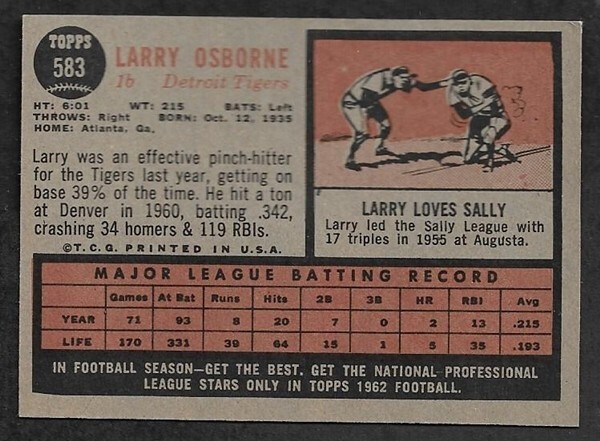 TOPPS
583
LARRY OSBORNE
1b Detroit Tigers
HT: 6:01 WT: 215 BATS: Left
THROWS: Right BORN: Oct. 12, 1935
HOME: Atlanta, Ga.
Larry was an effective pinch-hitter
for the Tigers last year, getting on
base 39% of the time. He hit a ton
at Denver in 1960, batting .342,
crashing 34 homers & 119 RBIs.
©T.C.G. PRINTED IN U.S.A.
LARRY LOVES SALLY
Larry led the Sally League with
17 triples in 1955 at Augusta.
MAJOR LEAGUE BATTING RECORD
Games At Bat Runs Hits 2B 3B HR RBI Avg
YEAR 71 93 8 20 7 0 2 13 .215
LIFE 170 331 39 64 15 1 5 35 .193
IN FOOTBALL SEASON—GET THE BEST. GET THE NATIONAL PROFESSIONAL
LEAGUE STARS ONLY IN TOPPS 1962 FOOTBALL.